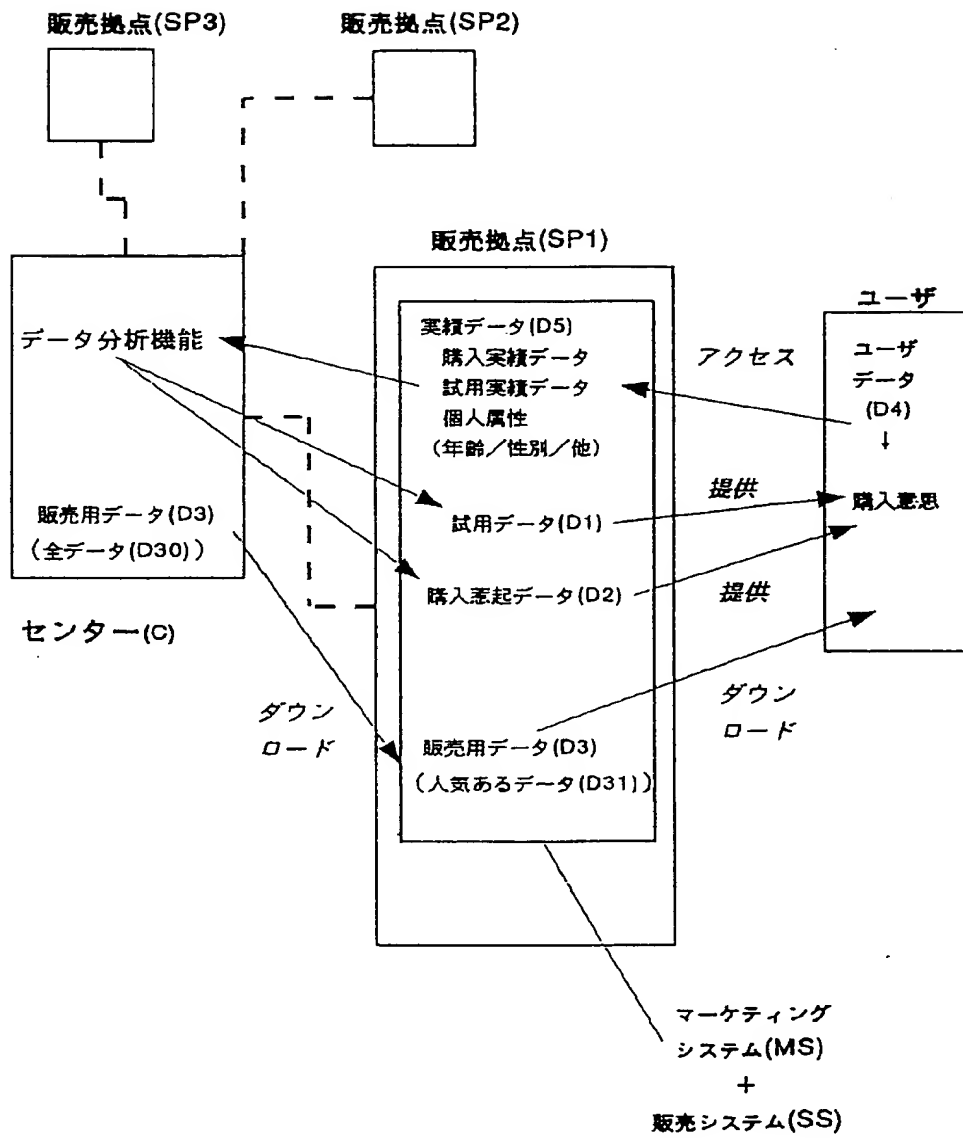 販売拠点(SP3)
販売拠点(SP2)
販売拠点(SP1)
データ分析機能
販売用データ(D3)
(全データ(D30))
センター(C)
実績データ(D5)
購入実績データ
試用実績データ
個人属性
(年齢/性別/他)
試用データ(D1)
購入惹起データ(D2)
販売用データ(D3)
(人気あるデータ(D31))
アクセス
提供
提供
ダウン
ロード
ダウン
ロード
ユーザ
ユーザ
データ
(D4)
↓
購入意思
マーケティング
システム(MS)
+
販売システム(SS)